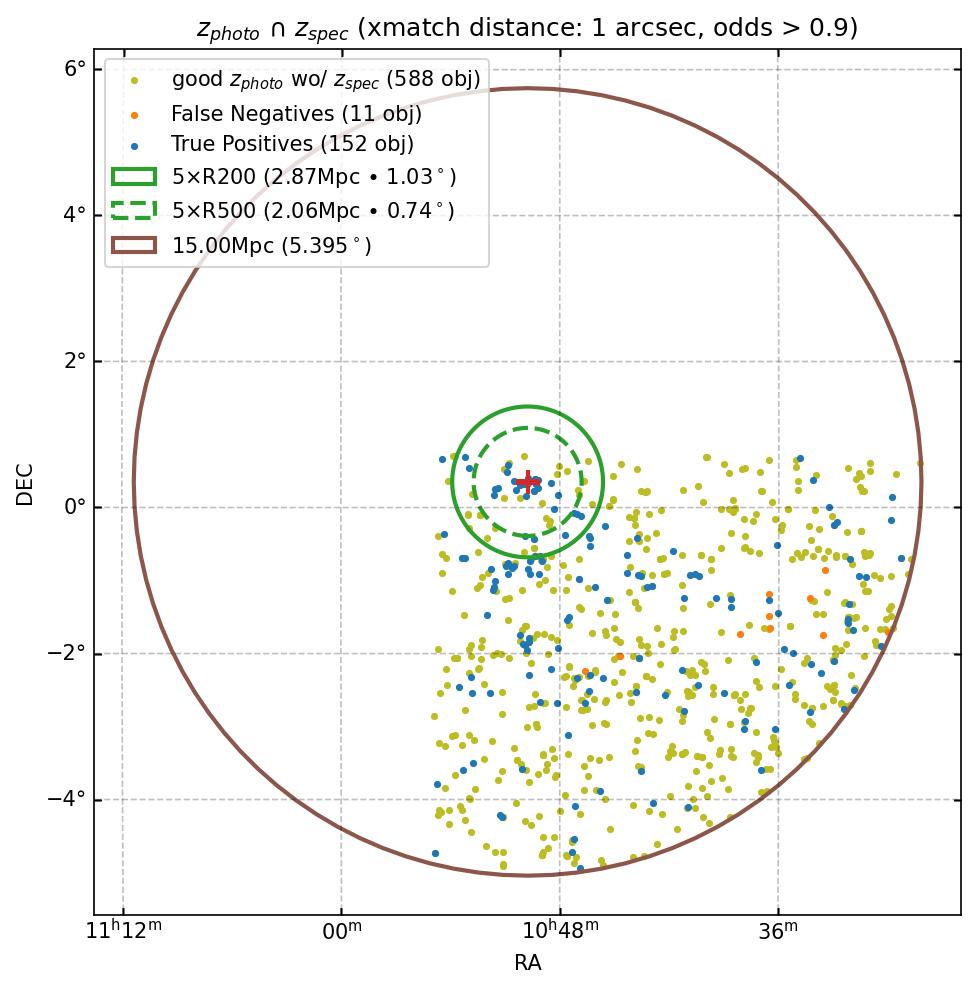 z_photo ∩ z_spec (xmatch distance: 1 arcsec, odds > 0.9)
good z_photo wo/ z_spec (588 obj)
False Negatives (11 obj)
True Positives (152 obj)
5×R200 (2.87Mpc • 1.03°)
5×R500 (2.06Mpc • 0.74°)
15.00Mpc (5.395°)
6°
4°
2°
0°
−2°
−4°
DEC
11h12m 00m 10h48m 36m
RA